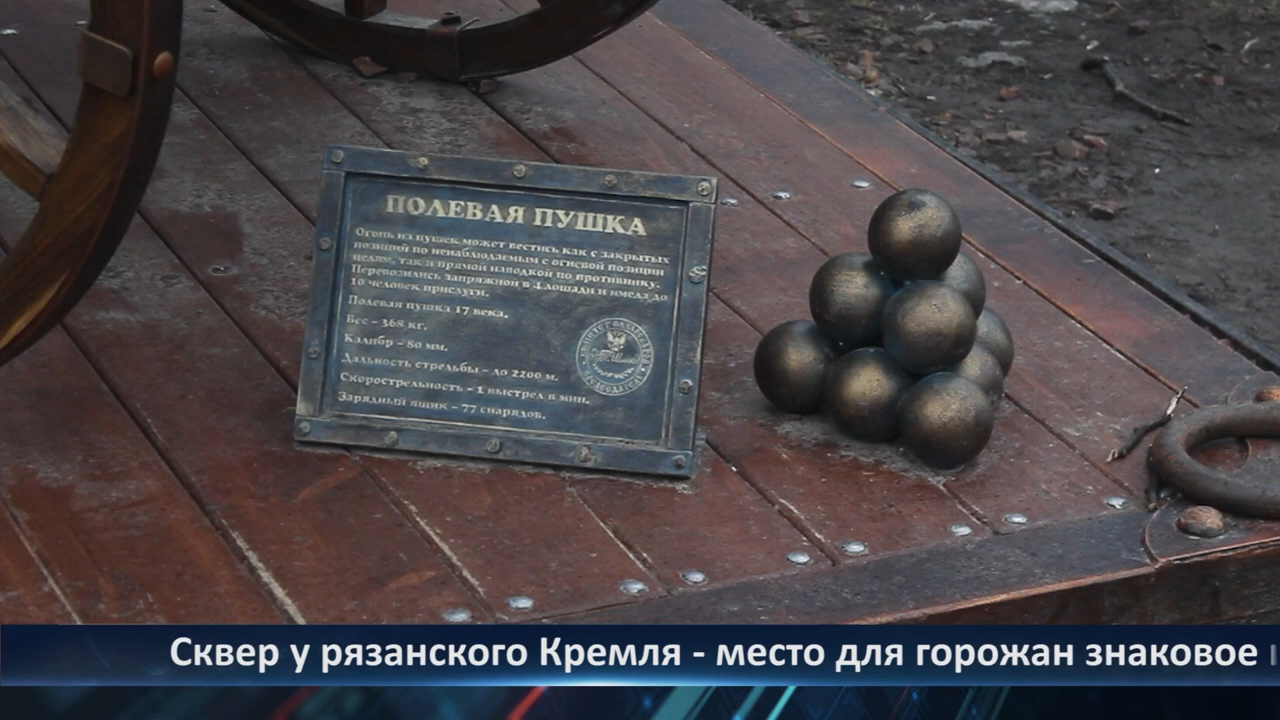 ПОЛЕВАЯ ПУШКА
Огонь из пушек может вестись как с закрытых
позиций по ненаблюдаемым с огневой позиции
целям, так и прямой наводкой по противнику.
Перевозились запряжкой в 4 лошади и имела до
10 человек прислуги.
Полевая пушка 17 века.
Вес - 368 кг.
Калибр - 80 мм.
Дальность стрельбы - до 2200 м.
Скорострельность - 1 выстрел в мин.
Зарядный ящик - 77 снарядов.
Сквер у рязанского Кремля - место для горожан знаковое